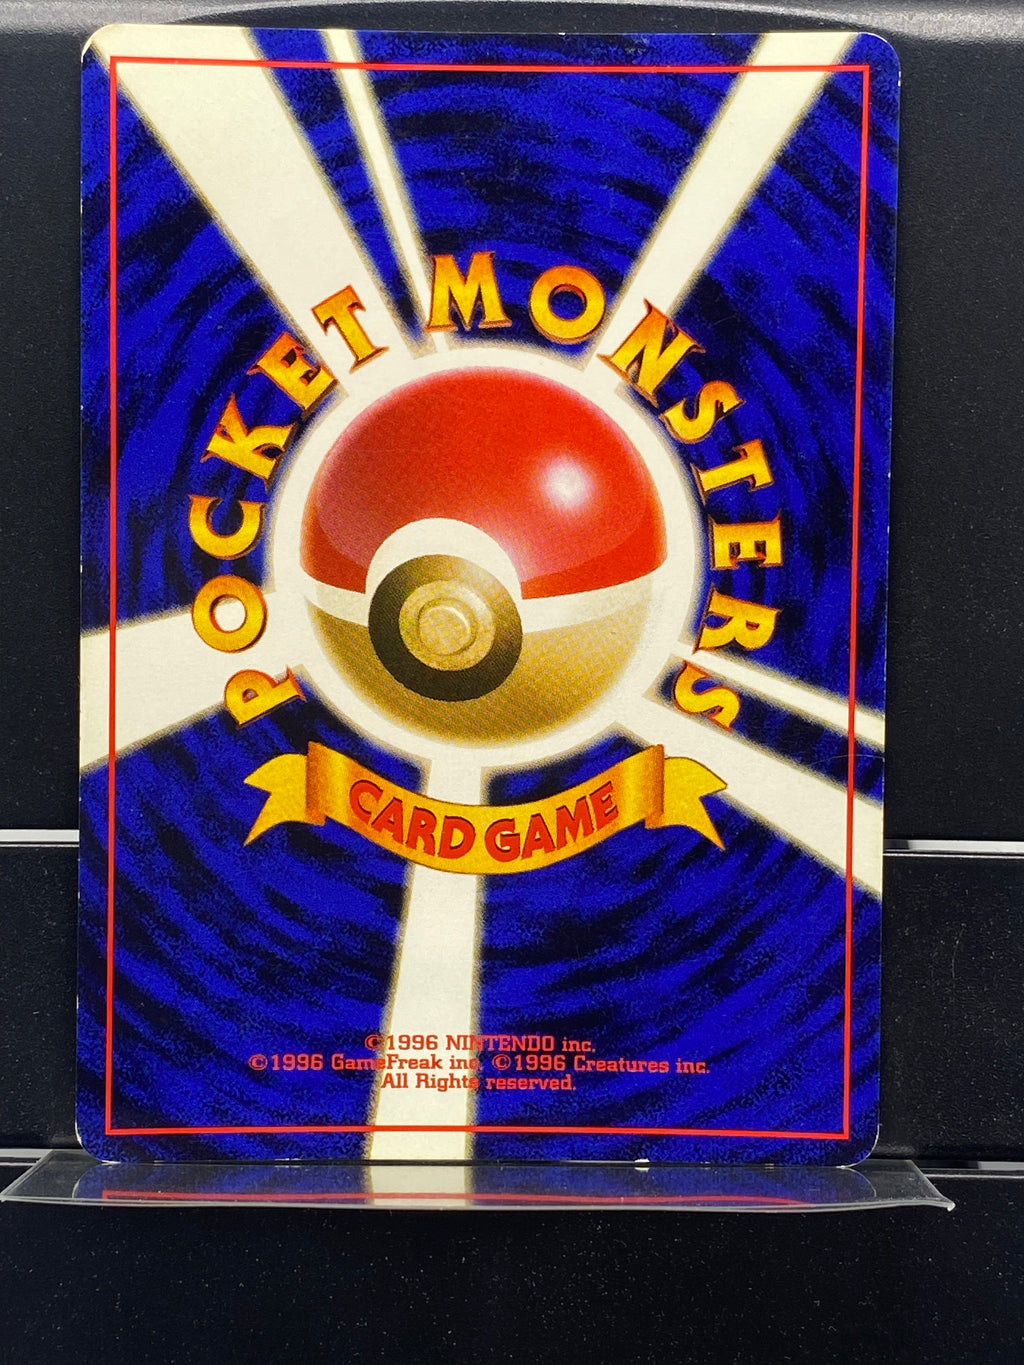 POCKET MONSTERS
CARD GAME
©1996 NINTENDO inc.
©1996 GameFreak inc. ©1996 Creatures inc.
All Rights reserved.